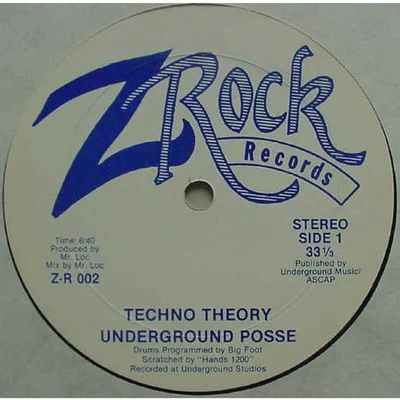 Z Rock
Records
STEREO
SIDE 1
33⅓
Published by
Underground Music/
ASCAP
Time: 6:40
Produced by
Mr. Loc
Mix by Mr. Loc
Z-R 002
TECHNO THEORY
UNDERGROUND POSSE
Drums Programmed by Big Foot
Scratched by "Hands 1200"
Recorded at Underground Studios